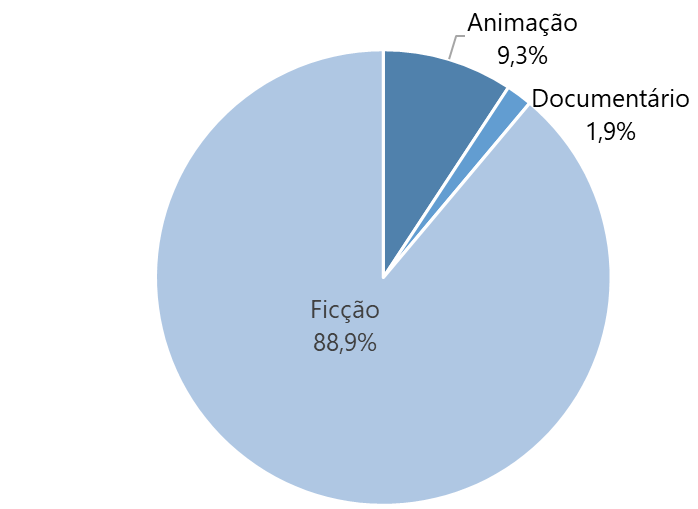 Animação
9,3%
Documentário
1,9%
Ficção
88,9%